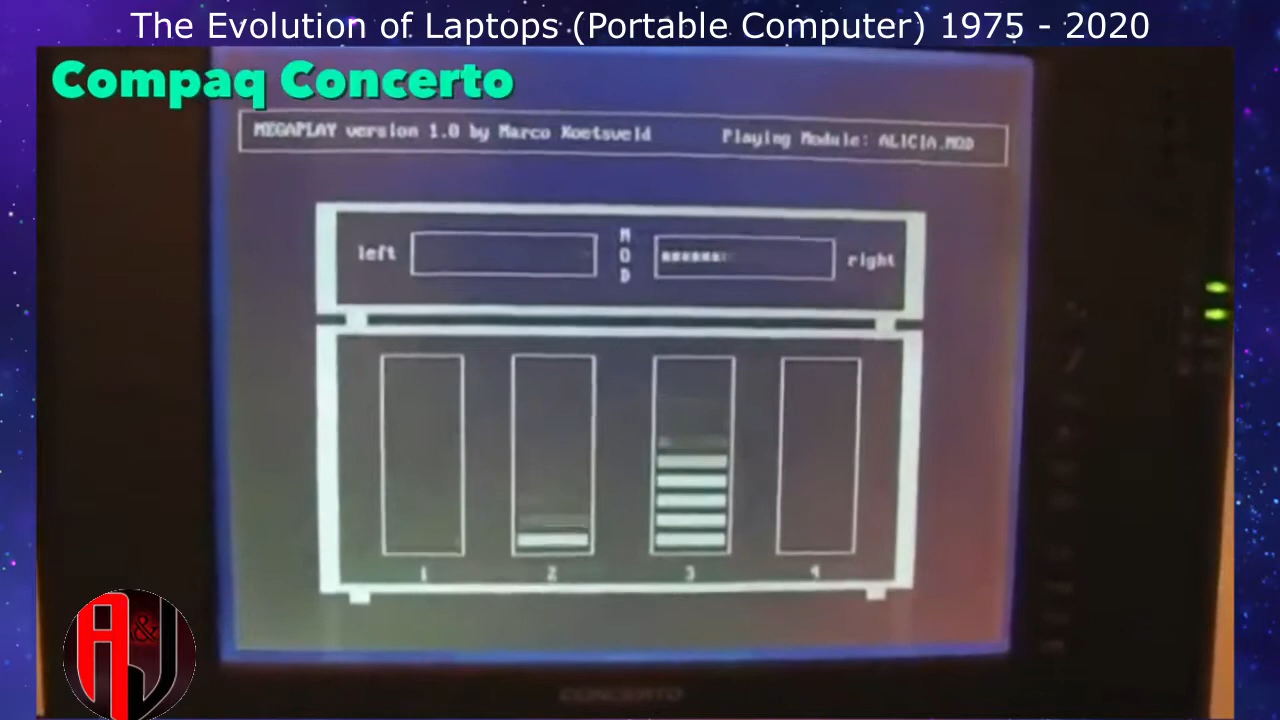 The Evolution of Laptops (Portable Computer) 1975 - 2020
Compaq Concerto
MEGAPLAY version 1.0 by Marco Koetsveld
Playing Module: ALICIA.MOD
left
MOD
right
1 2 3 4
CONCERTO
A&J